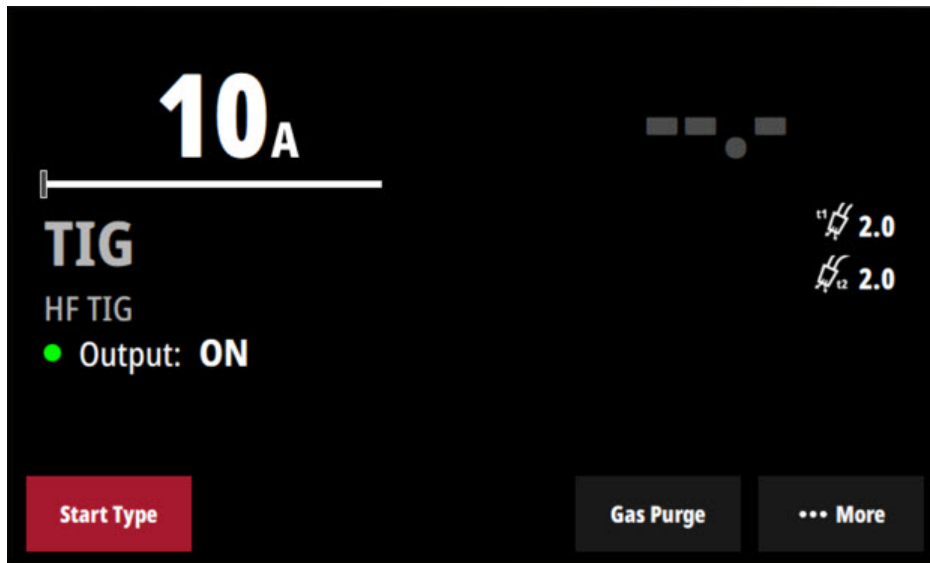 10A
--.-
TIG
HF TIG
Output: ON
t1 2.0
t2 2.0
Start Type
Gas Purge
••• More